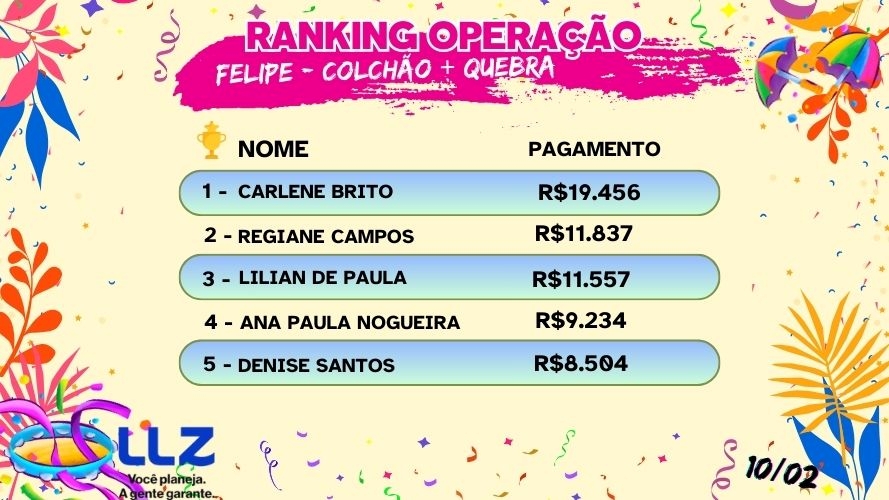 RANKING OPERAÇÃO
FELIPE - COLCHÃO + QUEBRA
NOME PAGAMENTO
1 - CARLENE BRITO R$19.456
2 - REGIANE CAMPOS R$11.837
3 - LILIAN DE PAULA R$11.557
4 - ANA PAULA NOGUEIRA R$9.234
5 - DENISE SANTOS R$8.504
LLZ
Você planeja.
A gente garante.
10/02